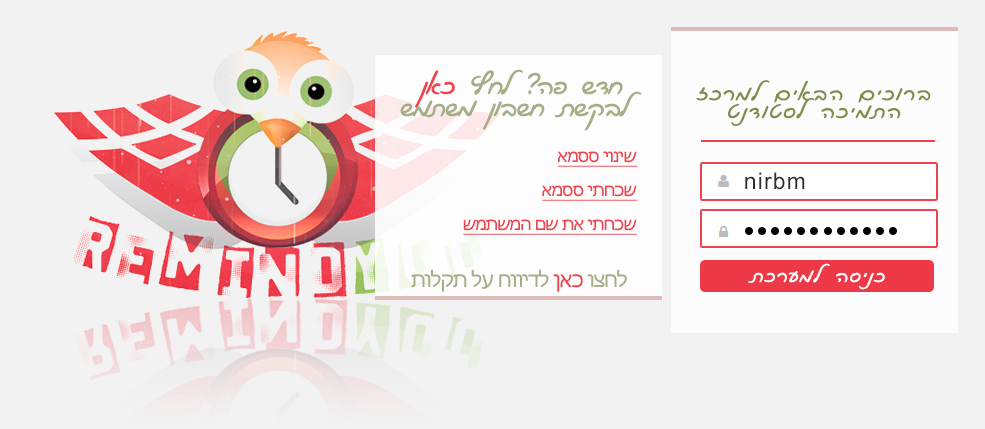 ברוכים הבאים למרכז
התמיכה לסטודנט
nirbm
כניסה למערכת
חדש פה? לחץ כאן
לבקשת חשבון משתמש
שינוי ססמא
שכחתי ססמא
שכחתי את שם המשתמש
לחצו כאן לדיווח על תקלות
REMINDYOU